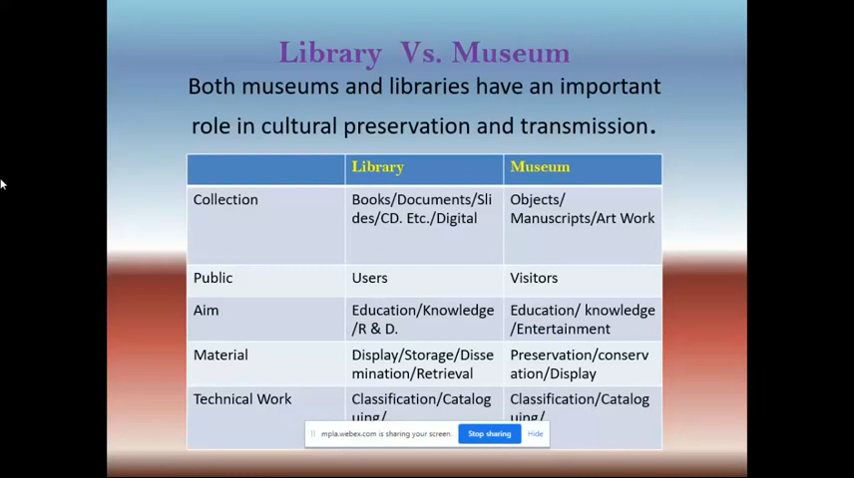 Library Vs. Museum
Both museums and libraries have an important
role in cultural preservation and transmission.
Library Museum
Collection Books/Documents/Sli Objects/
des/CD. Etc./Digital Manuscripts/Art Work
Public Users Visitors
Aim Education/Knowledge Education/ knowledge
/R & D. /Entertainment
Material Display/Storage/Disse Preservation/conserv
mination/Retrieval ation/Display
Technical Work Classification/Catalog Classification/Catalog
uing/ uing/
mpla.webex.com is sharing your screen. Stop sharing Hide